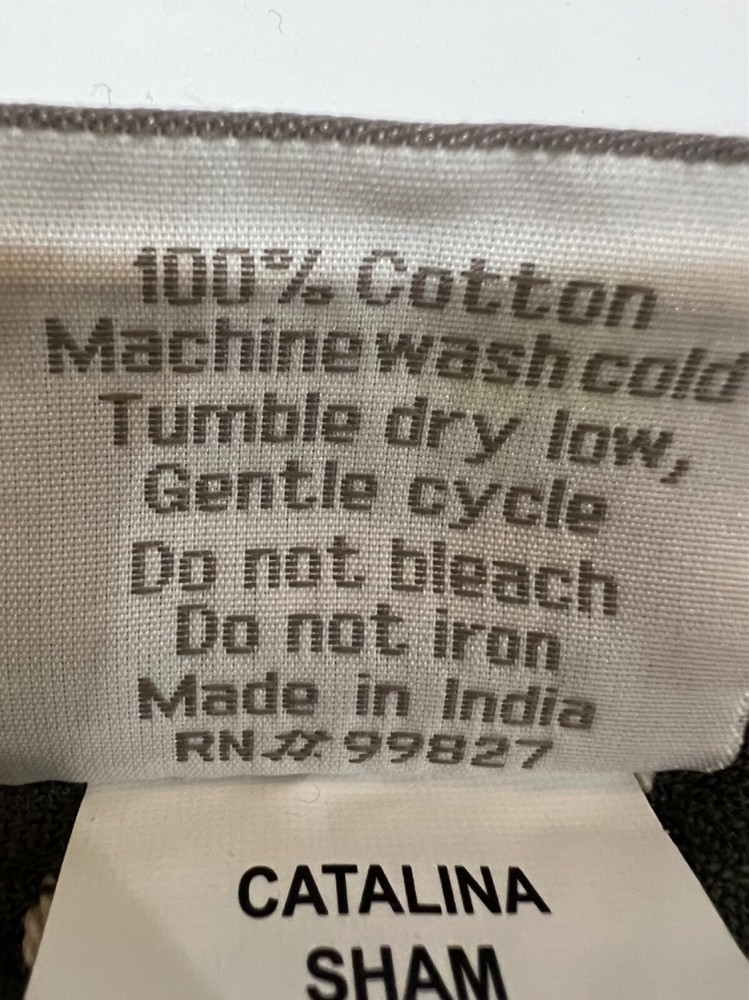 100% Cotton
Machine wash cold
Tumble dry low,
Gentle cycle
Do not bleach
Do not iron
Made in India
RN# 99827
CATALINA
SHAM